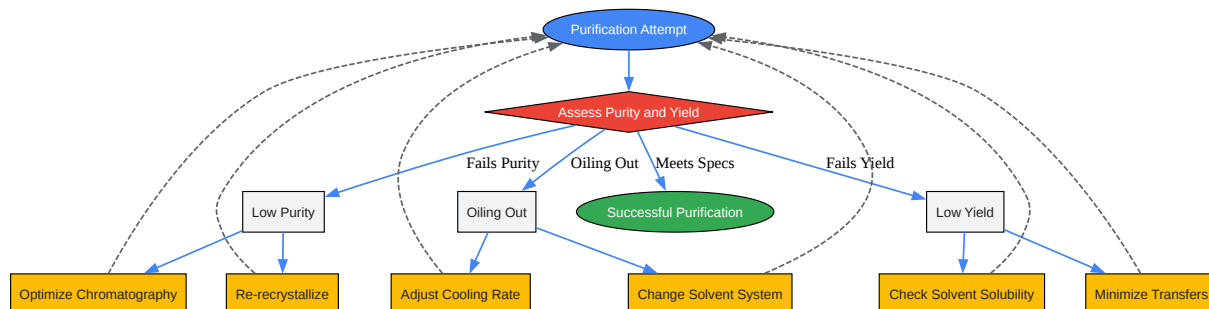 Purification Attempt
Assess Purity and Yield
Fails Purity
Oiling Out
Meets Specs
Fails Yield
Low Purity
Oiling Out
Successful Purification
Low Yield
Optimize Chromatography
Re-recrystallize
Adjust Cooling Rate
Change Solvent System
Check Solvent Solubility
Minimize Transfers